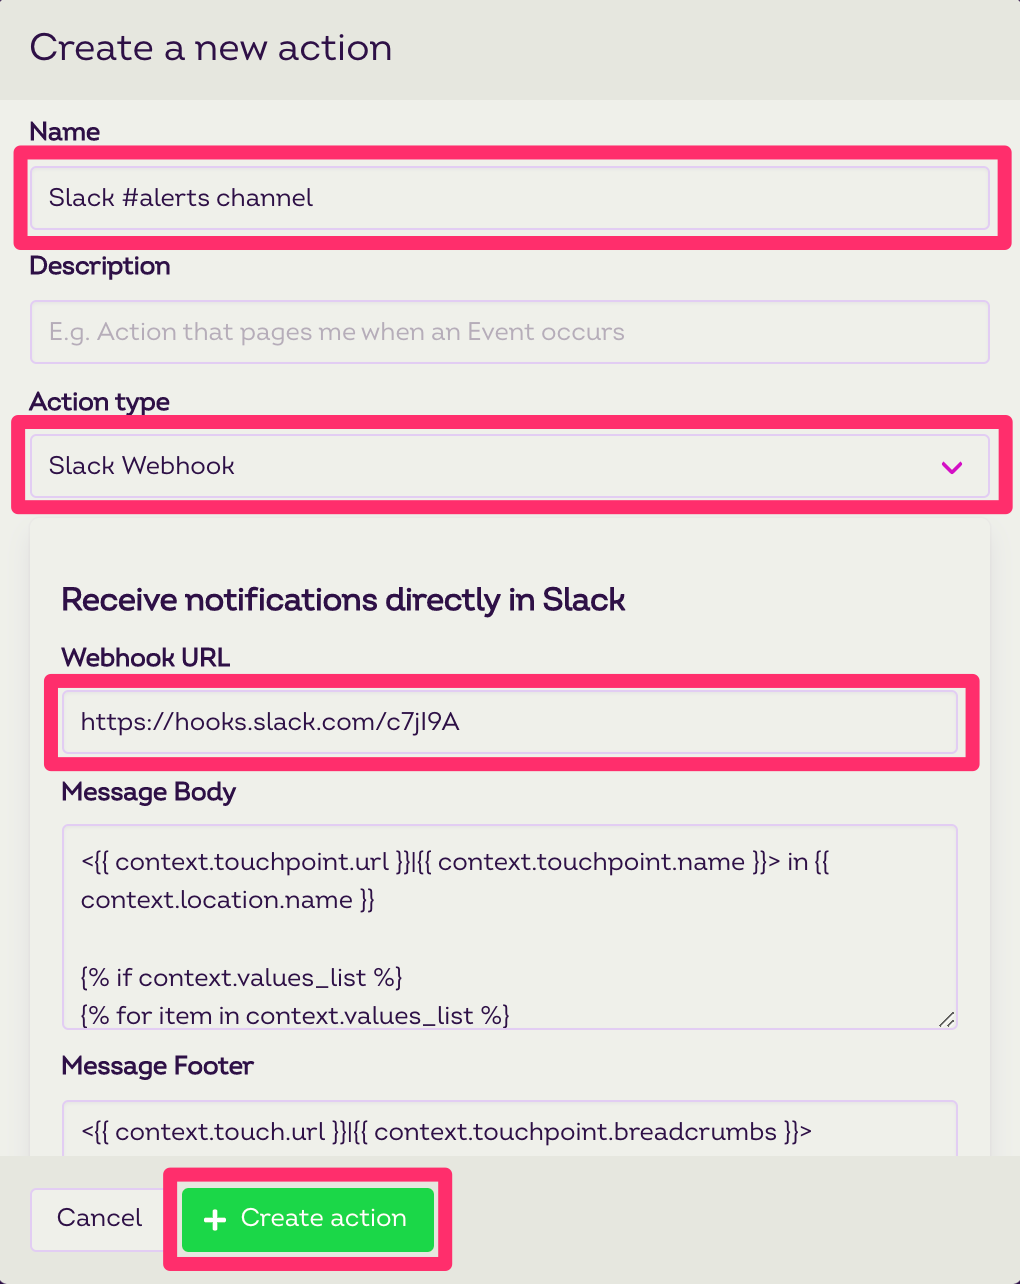 Create a new action
Name
Slack #alerts channel
Description
E.g. Action that pages me when an Event occurs
Action type
Slack Webhook
Receive notifications directly in Slack
Webhook URL
https://hooks.slack.com/c7jI9A
Message Body
<{{ context.touchpoint.url }}|{{ context.touchpoint.name }}> in {{
context.location.name }}
{% if context.values_list %}
{% for item in context.values_list %}
Message Footer
<{{ context.touch.url }}|{{ context.touchpoint.breadcrumbs }}>
Cancel
+ Create action